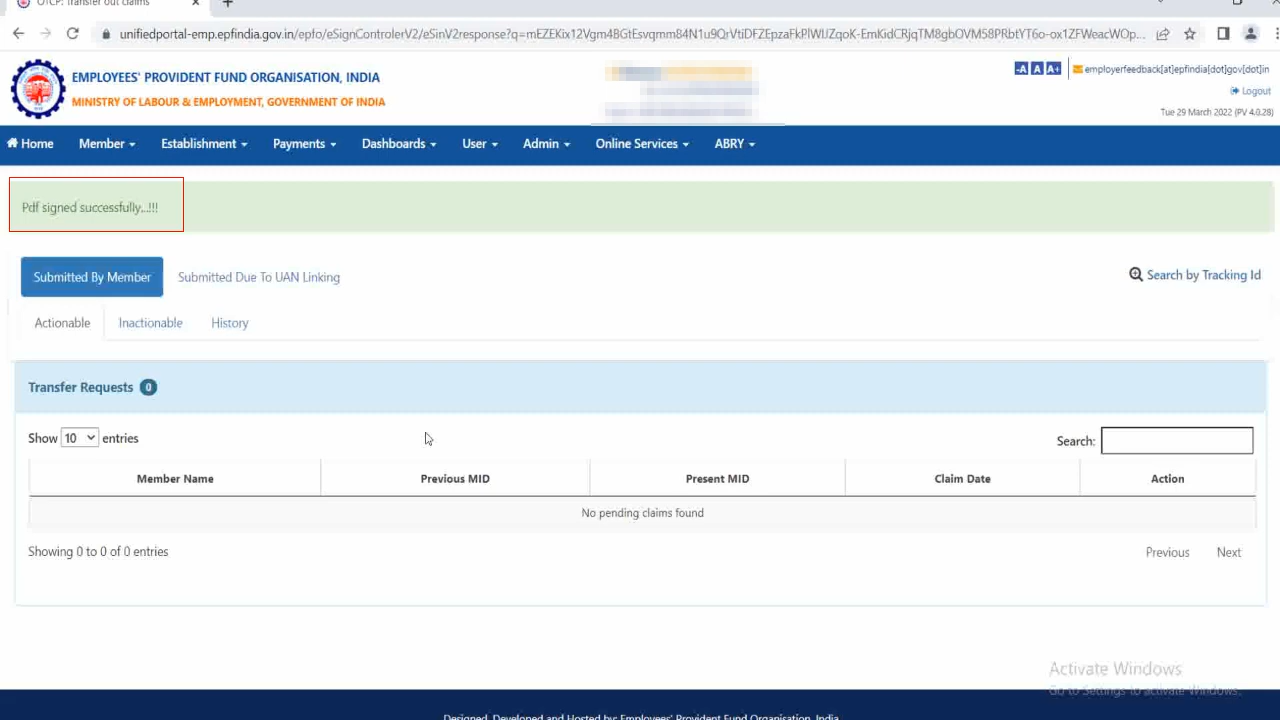 OTCP: Transfer out claims
unifiedportal-emp.epfindia.gov.in/epfo/eSignControlerV2/eSinV2response?q=
EMPLOYEES' PROVIDENT FUND ORGANISATION, INDIA
MINISTRY OF LABOUR & EMPLOYMENT, GOVERNMENT OF INDIA
-A A A+ employerfeedback[at]epfindia[dot]gov[dot]in
Logout
Tue 29 March 2022 (PV 4.0.28)
Home Member Establishment Payments Dashboards User Admin Online Services ABRY
Pdf signed successfully...!!!
Submitted By Member Submitted Due To UAN Linking Search by Tracking Id
Actionable Inactionable History
Transfer Requests 0
Show 10 entries Search:
Member Name Previous MID Present MID Claim Date Action
No pending claims found
Showing 0 to 0 of 0 entries Previous Next
Activate Windows
Go to Settings to activate Windows.
Designed, Developed and Hosted by: Employees' Provident Fund Organisation, India